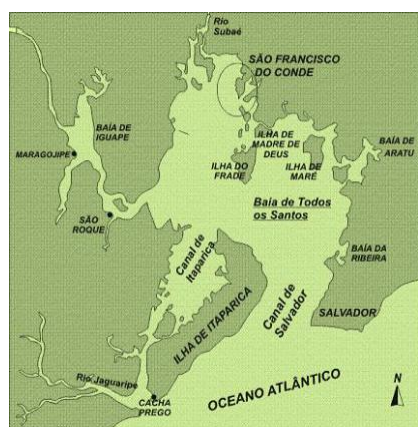 Rio
Subaé
SÃO FRANCISCO
DO CONDE
BAÍA DE
IGUAPE
MARAGOJIPE
ILHA DE
MADRE DE
DEUS
BAÍA DE
ARATU
ILHA DO
FRADE
ILHA
DE MARÉ
SÃO
ROQUE
Baia de Todos
os Santos
Canal de
Itaparica
BAÍA DA
RIBEIRA
ILHA DE ITAPARICA
Canal de
Salvador
SALVADOR
Rio Jaguaripe
CACHA
PREGO
OCEANO ATLÂNTICO
N